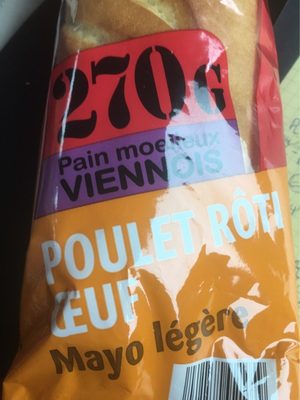 270G
Pain moelleux
VIENNOIS
POULET RÔTI
ŒUF
Mayo légère